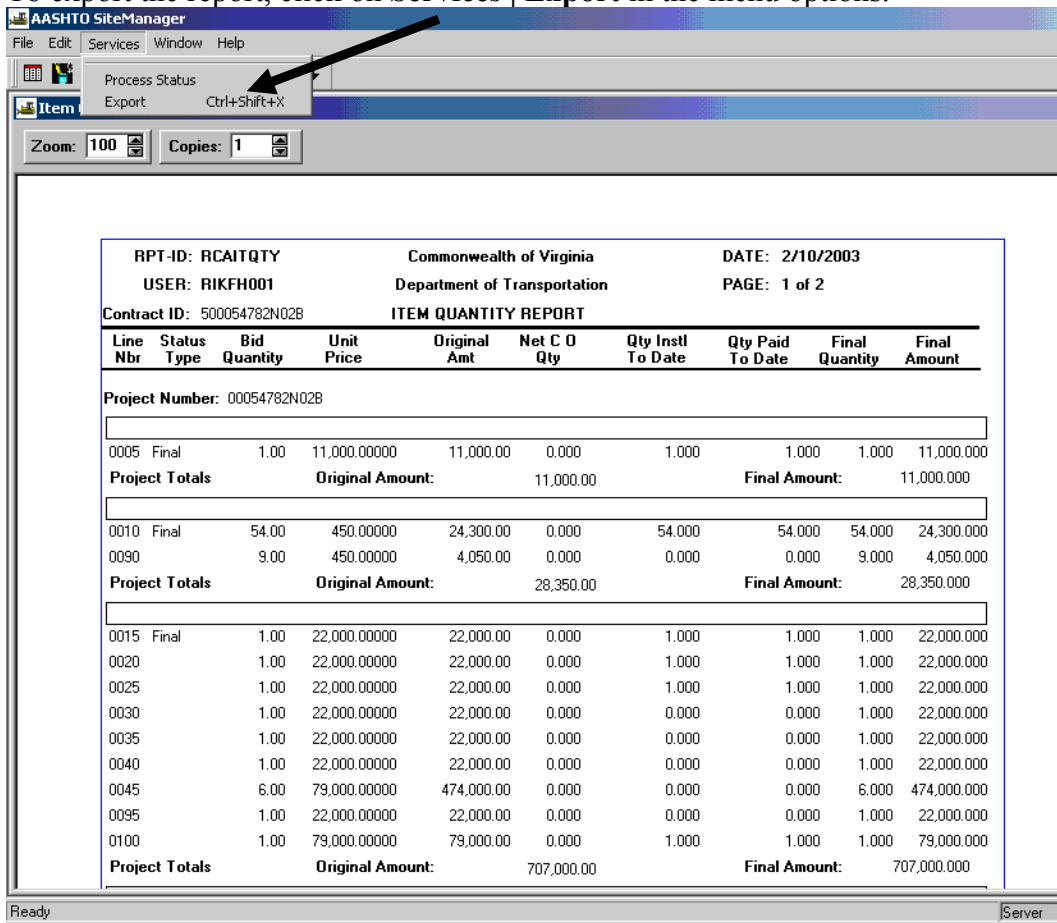 To export the report, click on Services | Export in the menu options.
AASHTO SiteManager
File Edit Services Window Help
Process Status
Export Ctrl+Shift+X
Item
Zoom: 100 Copies: 1
RPT-ID: RCAITQTY Commonwealth of Virginia DATE: 2/10/2003
USER: RIKFH001 Department of Transportation PAGE: 1 of 2
Contract ID: 500054782N02B ITEM QUANTITY REPORT
Line Status Bid Unit Original Net C O Qty Instl Qty Paid Final Final
Nbr Type Quantity Price Amt Qty To Date To Date Quantity Amount
Project Number: 00054782N02B
0005 Final 1.00 11,000.00000 11,000.00 0.000 1.000 1.000 1.000 11,000.000
Project Totals Original Amount: 11,000.00 Final Amount: 11,000.000
0010 Final 54.00 450.00000 24,300.00 0.000 54.000 54.000 54.000 24,300.000
0090 9.00 450.00000 4,050.00 0.000 0.000 0.000 9.000 4,050.000
Project Totals Original Amount: 28,350.00 Final Amount: 28,350.000
0015 Final 1.00 22,000.00000 22,000.00 0.000 1.000 1.000 1.000 22,000.000
0020 1.00 22,000.00000 22,000.00 0.000 1.000 1.000 1.000 22,000.000
0025 1.00 22,000.00000 22,000.00 0.000 1.000 1.000 1.000 22,000.000
0030 1.00 22,000.00000 22,000.00 0.000 0.000 0.000 1.000 22,000.000
0035 1.00 22,000.00000 22,000.00 0.000 0.000 0.000 1.000 22,000.000
0040 1.00 22,000.00000 22,000.00 0.000 0.000 0.000 1.000 22,000.000
0045 6.00 79,000.00000 474,000.00 0.000 0.000 0.000 6.000 474,000.000
0095 1.00 22,000.00000 22,000.00 0.000 0.000 0.000 1.000 22,000.000
0100 1.00 79,000.00000 79,000.00 0.000 1.000 1.000 1.000 79,000.000
Project Totals Original Amount: 707,000.00 Final Amount: 707,000.000
Ready Server